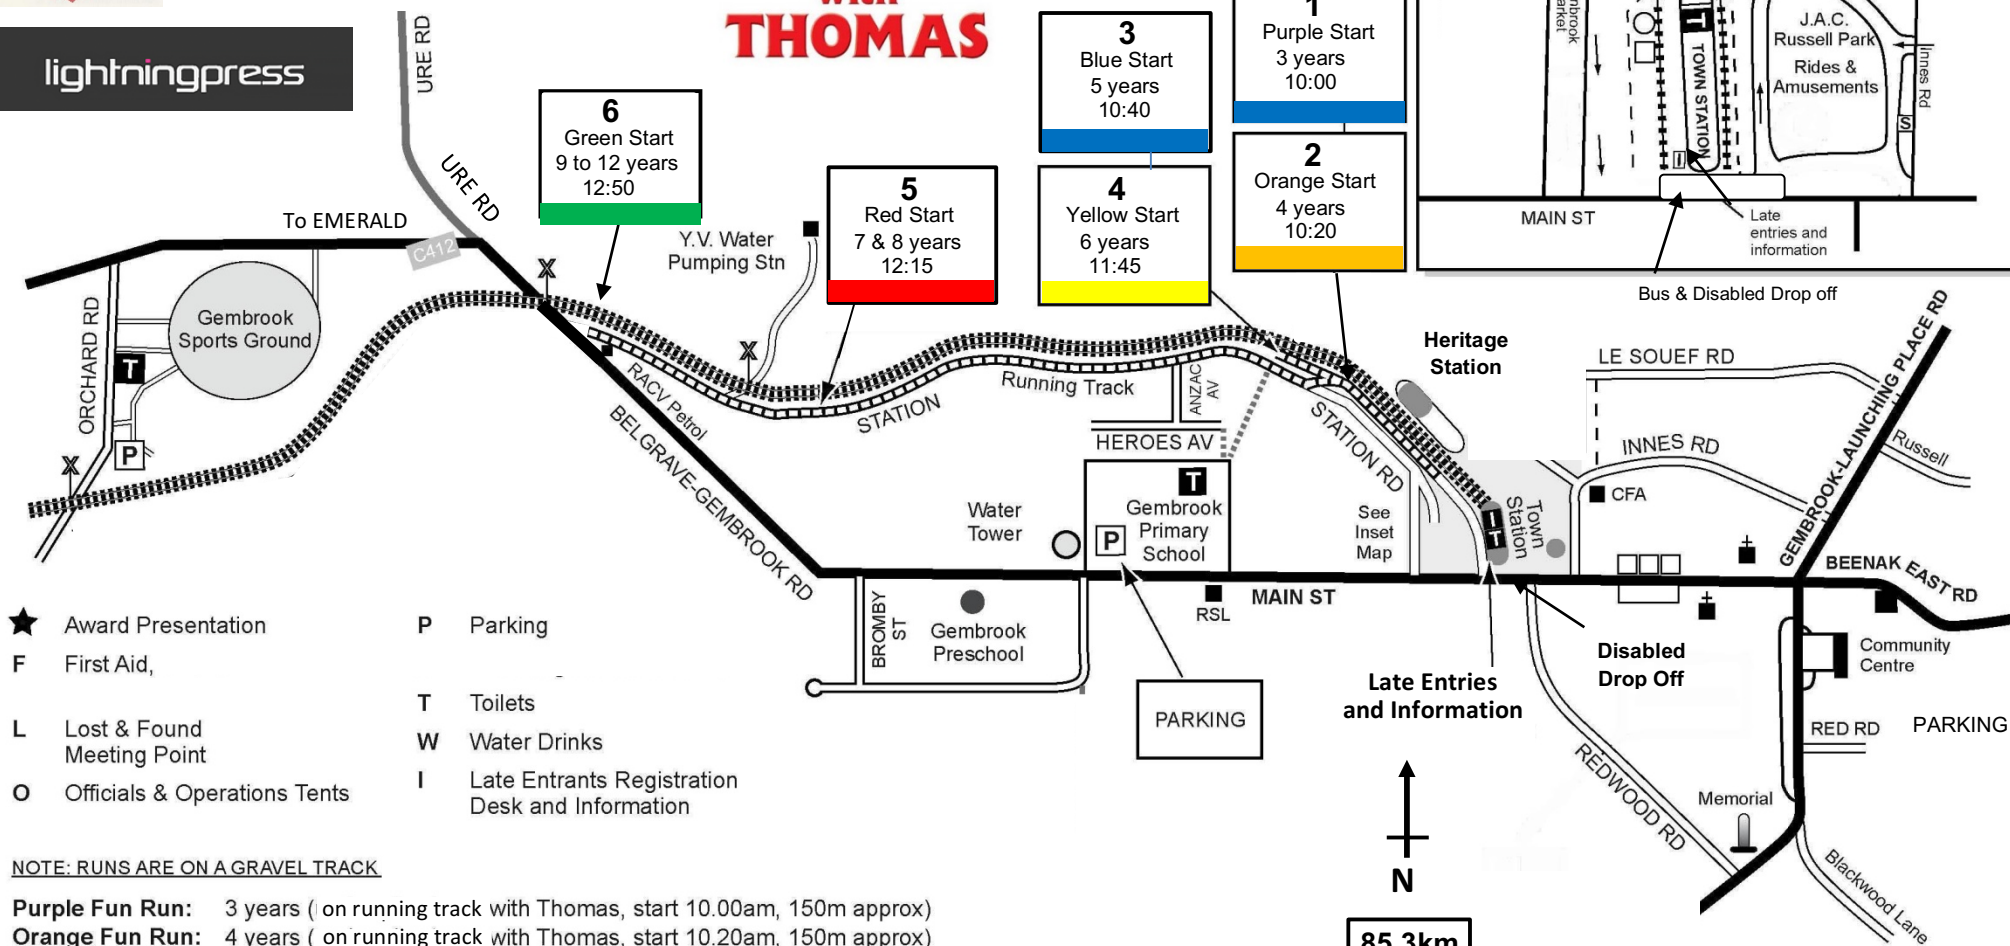 with
THOMAS
lightningpress
URE RD
URE RD
To EMERALD
C412
6
Green Start
9 to 12 years
12:50
5
Red Start
7 & 8 years
12:15
3
Blue Start
5 years
10:40
4
Yellow Start
6 years
11:45
1
Purple Start
3 years
10:00
2
Orange Start
4 years
10:20
T
TOWN STATION
I
J.A.C.
Russell Park
Rides &
Amusements
Innes Rd
S
MAIN ST
Late
entries and
information
Bus & Disabled Drop off
Y.V. Water
Pumping Stn
X
X
X
Gembrook
Sports Ground
ORCHARD RD
T
P
RACV Petrol
BELGRAVE-GEMBROOK RD
STATION
Running Track
ANZAC
AV
HEROES AV
STATION RD
Heritage
Station
LE SOUEF RD
INNES RD
GEMBROOK-LAUNCHING PLACE RD
Russell
CFA
Water
Tower
T
P
Gembrook
Primary
School
See
Inset
Map
I
T
Town
Station
BEENAK EAST RD
RSL
MAIN ST
BROMBY
ST
Gembrook
Preschool
PARKING
Late Entries
and Information
Disabled
Drop Off
Community
Centre
RED RD
PARKING
REDWOOD RD
Memorial
Blackwood Lane
N
85.3km
★ Award Presentation
F First Aid,
L Lost & Found
Meeting Point
O Officials & Operations Tents
P Parking
T Toilets
W Water Drinks
I Late Entrants Registration
Desk and Information
NOTE: RUNS ARE ON A GRAVEL TRACK
Purple Fun Run: 3 years ( on running track with Thomas, start 10.00am, 150m approx)
Orange Fun Run: 4 years ( on running track with Thomas, start 10.20am, 150m approx)